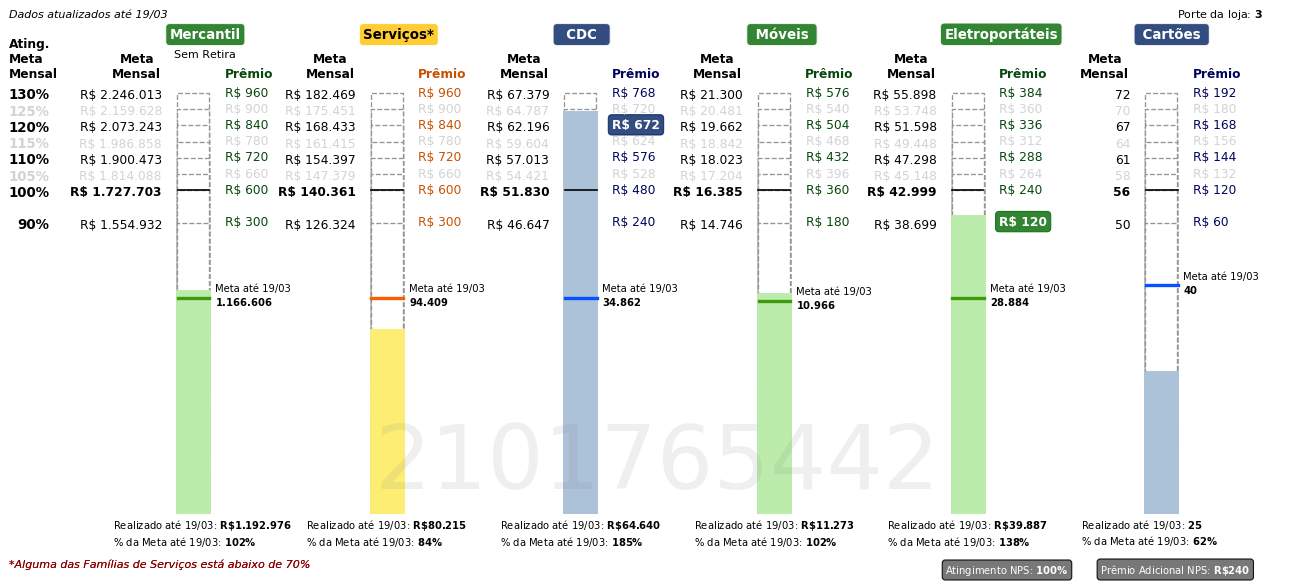 Dados atualizados até 19/03
Porte da loja: 3
Mercantil Serviços* CDC Móveis Eletroportáteis Cartões
Sem Retira
Ating. Meta Mensal
Meta Mensal Prêmio Meta Mensal Prêmio Meta Mensal Prêmio Meta Mensal Prêmio Meta Mensal Prêmio Meta Mensal Prêmio
130% R$ 2.246.013 R$ 960 R$ 182.469 R$ 960 R$ 67.379 R$ 768 R$ 21.300 R$ 576 R$ 55.898 R$ 384 72 R$ 192
125% R$ 2.159.628 R$ 900 R$ 175.451 R$ 900 R$ 64.787 R$ 720 R$ 20.481 R$ 540 R$ 53.748 R$ 360 70 R$ 180
120% R$ 2.073.243 R$ 840 R$ 168.433 R$ 840 R$ 62.196 R$ 672 R$ 19.662 R$ 504 R$ 51.598 R$ 336 67 R$ 168
115% R$ 1.986.858 R$ 780 R$ 161.415 R$ 780 R$ 59.604 R$ 624 R$ 18.842 R$ 468 R$ 49.448 R$ 312 64 R$ 156
110% R$ 1.900.473 R$ 720 R$ 154.397 R$ 720 R$ 57.013 R$ 576 R$ 18.023 R$ 432 R$ 47.298 R$ 288 61 R$ 144
105% R$ 1.814.088 R$ 660 R$ 147.379 R$ 660 R$ 54.421 R$ 528 R$ 17.204 R$ 396 R$ 45.148 R$ 264 58 R$ 132
100% R$ 1.727.703 R$ 600 R$ 140.361 R$ 600 R$ 51.830 R$ 480 R$ 16.385 R$ 360 R$ 42.999 R$ 240 56 R$ 120
90% R$ 1.554.932 R$ 300 R$ 126.324 R$ 300 R$ 46.647 R$ 240 R$ 14.746 R$ 180 R$ 38.699 R$ 120 50 R$ 60
Meta até 19/03 Meta até 19/03 Meta até 19/03 Meta até 19/03 Meta até 19/03 Meta até 19/03
1.166.606 94.409 34.862 10.966 28.884 40
2101765442
Realizado até 19/03: R$1.192.976 Realizado até 19/03: R$80.215 Realizado até 19/03: R$64.640 Realizado até 19/03: R$11.273 Realizado até 19/03: R$39.887 Realizado até 19/03: 25
% da Meta até 19/03: 102% % da Meta até 19/03: 84% % da Meta até 19/03: 185% % da Meta até 19/03: 102% % da Meta até 19/03: 138% % da Meta até 19/03: 62%
*Alguma das Famílias de Serviços está abaixo de 70%
Atingimento NPS: 100% Prêmio Adicional NPS: R$240